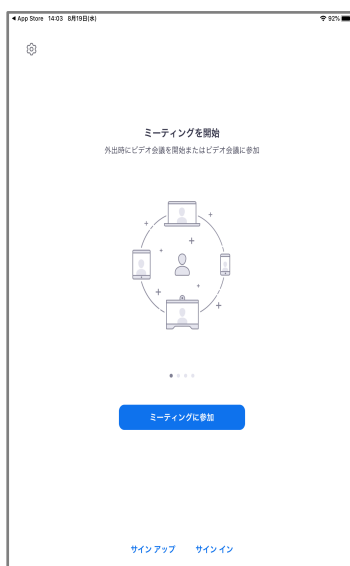 ◀ App Store 14:03 8月19日(水) 92%
ミーティングを開始
外出時にビデオ会議を開始またはビデオ会議に参加
ミーティングに参加
サイン アップ サイン イン